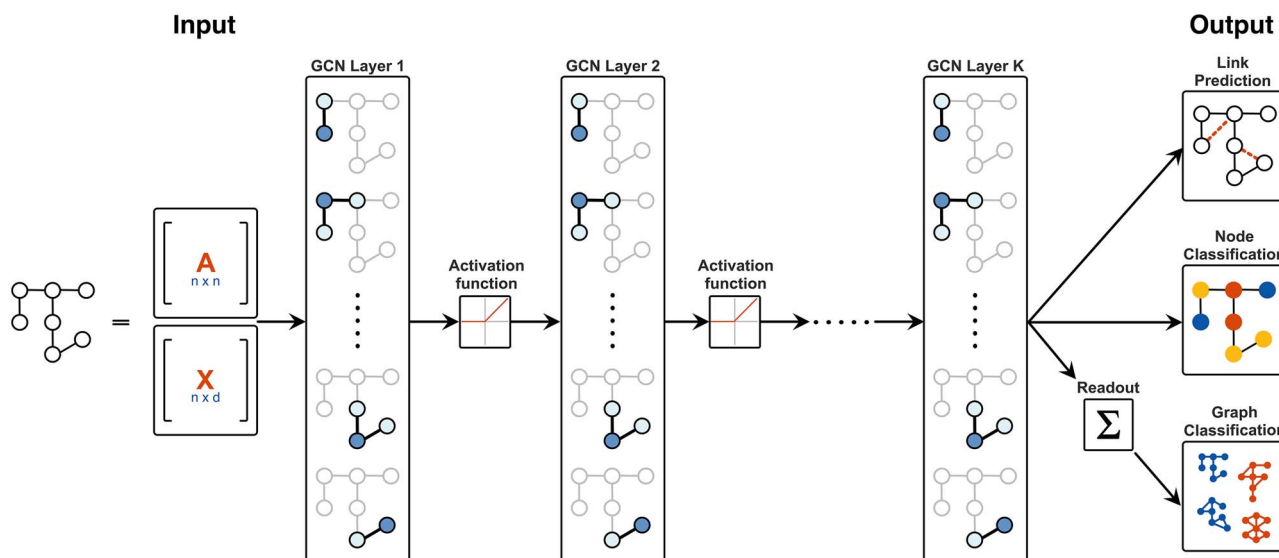 Input
Output
GCN Layer 1
GCN Layer 2
GCN Layer K
Link
Prediction
A
n x n
=
X
n x d
Activation
function
Activation
function
Node
Classification
Readout
Σ
Graph
Classification